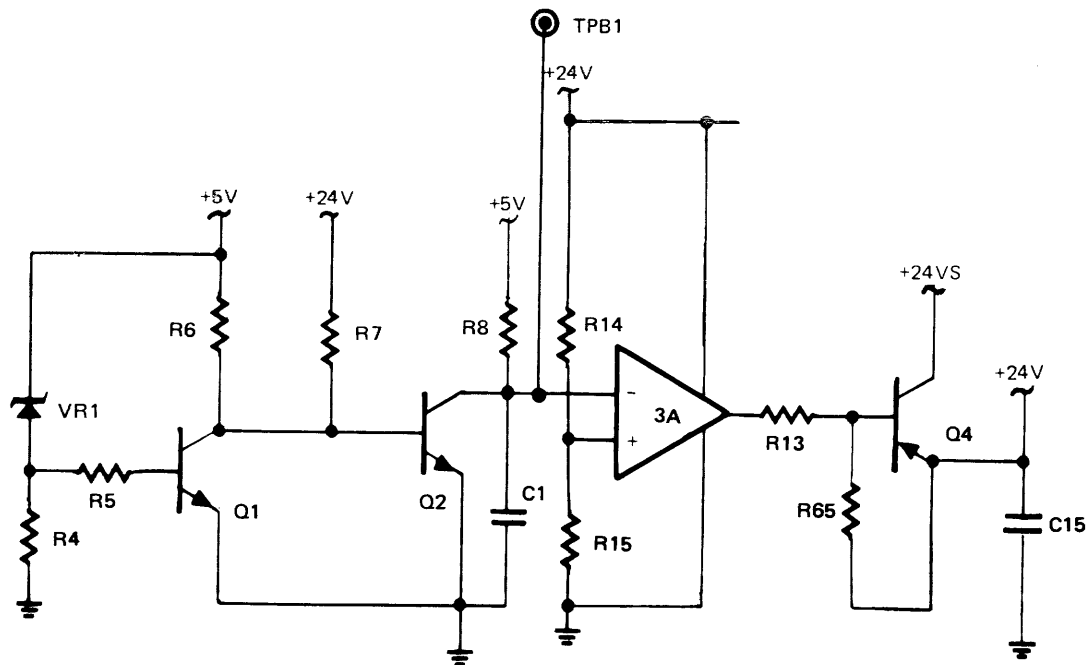 TPB1
+24V
+5V
+24V
+5V
+24VS
R6
R7
R8
R14
+24V
VR1
-
3A
+
R13
Q4
R5
Q1
Q2
C1
R4
R15
R65
C15